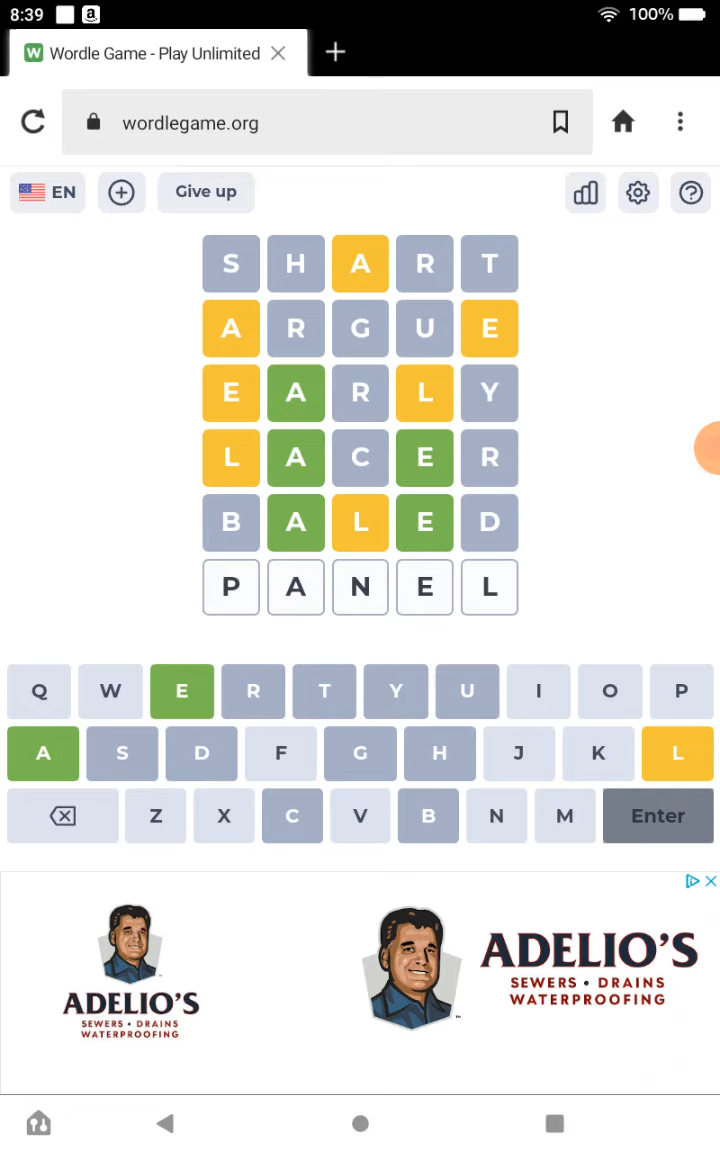 8:39 a 100%
W Wordle Game - Play Unlimited
wordlegame.org
EN Give up
S H A R T
A R G U E
E A R L Y
L A C E R
B A L E D
P A N E L
Q W E R T Y U I O P
A S D F G H J K L
Z X C V B N M Enter
ADELIO'S
SEWERS • DRAINS
WATERPROOFING
ADELIO'S
SEWERS • DRAINS
WATERPROOFING